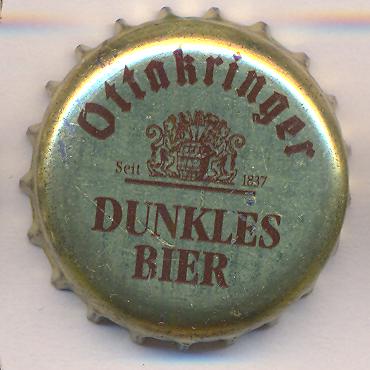 Ottakringer
Seit 1837
DUNKLES
BIER